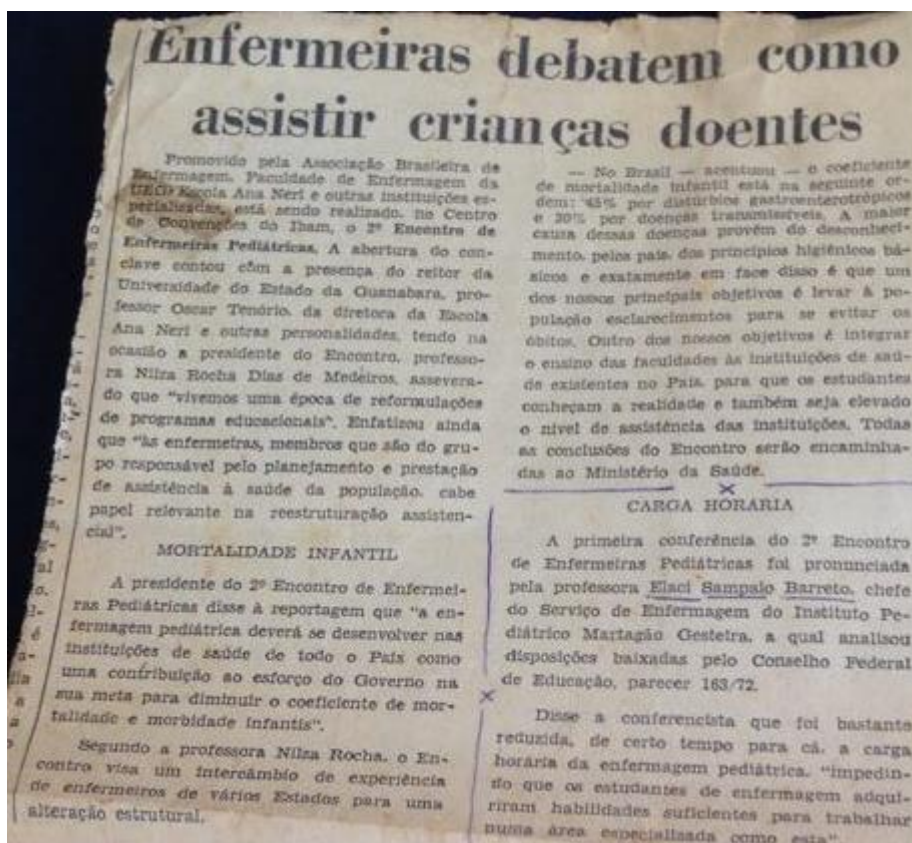 Enfermeiras debatem como
assistir crianças doentes
Promovido pela Associação Brasileira de
Enfermagem, Faculdade de Enfermagem da
UEG, Escola Ana Neri e outras instituições es-
pecializadas, está sendo realizado, no Centro
de Convenções do Ibam, o 2º Encontro de
Enfermeiras Pediátricas. A abertura do con-
clave contou com a presença do reitor da
Universidade do Estado da Guanabara, pro-
fessor Oscar Tenório, da diretora da Escola
Ana Neri e outras personalidades, tendo na
ocasião a presidente do Encontro, professo-
ra Nilza Rocha Dias de Medeiros, assevera-
do que "vivemos uma época de reformulações
de programas educacionais". Enfatizou ainda
que "às enfermeiras, membros que são do gru-
po responsável pelo planejamento e prestação
de assistência à saúde da população, cabe
papel relevante na reestruturação assisten-
cial".
MORTALIDADE INFANTIL
A presidente do 2º Encontro de Enfermei-
ras Pediátricas disse à reportagem que "a en-
fermagem pediátrica deverá se desenvolver nas
instituições de saúde de todo o País como
uma contribuição ao esforço do Governo na
sua meta para diminuir o coeficiente de mor-
talidade e morbidade infantis".
Segundo a professora Nilza Rocha, o En-
contro visa um intercâmbio de experiência
de enfermeiros de vários Estados para uma
alteração estrutural.
— No Brasil — acentuou — o coeficiente
de mortalidade infantil está na seguinte or-
dem: 45% por distúrbios gastroenterotrópicos
e 20% por doenças transmissíveis. A maior
causa dessas doenças provém do desconheci-
mento, pelos pais, dos princípios higiênicos bá-
sicos e exatamente em face disso é que um
dos nossos principais objetivos é levar à po-
pulação esclarecimentos para se evitar os
óbitos. Outro dos nossos objetivos é integrar
o ensino das faculdades às instituições de saú-
de existentes no País, para que os estudantes
conheçam a realidade e também seja elevado
o nível de assistência das instituições. Todas
as conclusões do Encontro serão encaminha-
das ao Ministério da Saúde.
CARGA HORÁRIA
A primeira conferência do 2º Encontro
de Enfermeiras Pediátricas foi pronunciada
pela professora Elaci Sampaio Barreto, chefe
do Serviço de Enfermagem do Instituto Pe-
diátrico Martagão Gesteira, a qual analisou
disposições baixadas pelo Conselho Federal
de Educação, parecer 163/72.
Disse a conferencista que foi bastante
reduzida, de certo tempo para cá, a carga
horária da enfermagem pediátrica, "impedin-
do que os estudantes de enfermagem adqui-
riram habilidades suficientes para trabalhar
numa área especializada como esta"